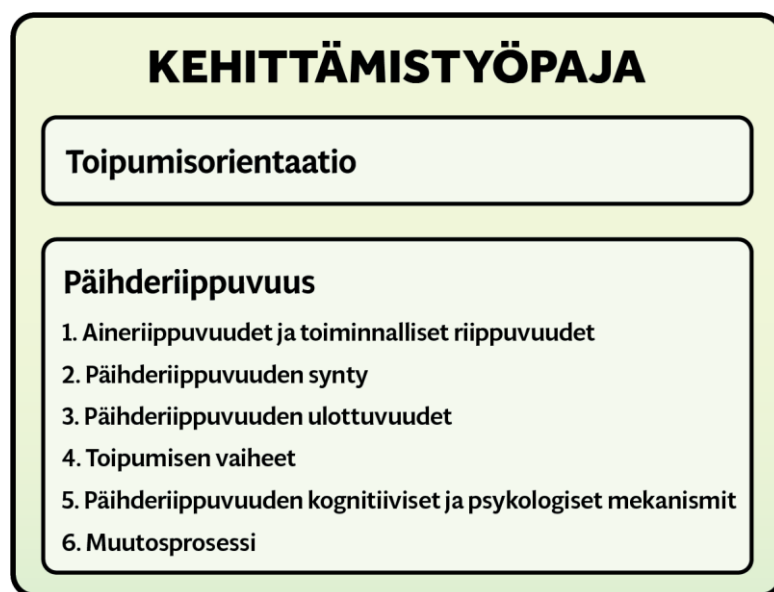 KEHITTÄMISTYÖPAJA
Toipumisorientaatio
Päihderiippuvuus
1. Aineriippuvuudet ja toiminnalliset riippuvuudet
2. Päihderiippuvuuden synty
3. Päihderiippuvuuden ulottuvuudet
4. Toipumisen vaiheet
5. Päihderiippuvuuden kognitiiviset ja psykologiset mekanismit
6. Muutosprosessi